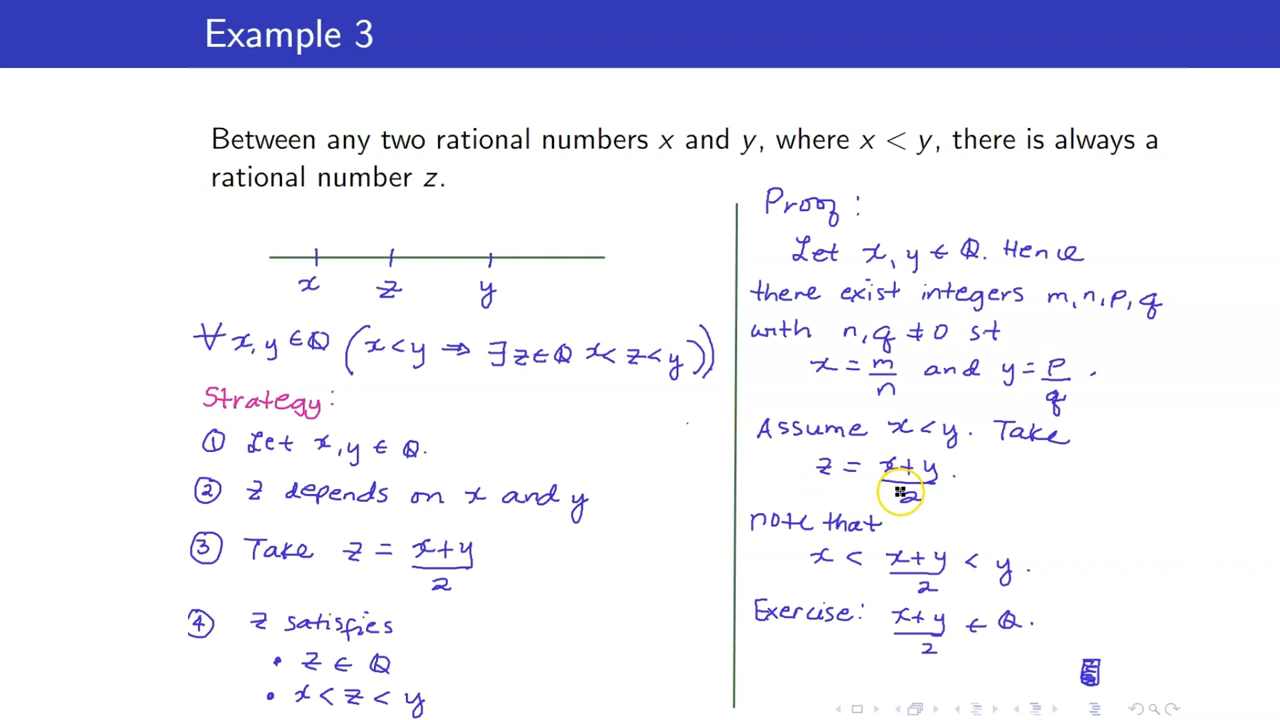 Example 3
Between any two rational numbers x and y, where x < y, there is always a
rational number z.
x z y
∀ x, y ∈ ℚ (x < y ⇒ ∃ z ∈ ℚ x < z < y))
Strategy:
① Let x, y ∈ ℚ.
② z depends on x and y
③ Take z = x+y
2
④ z satisfies
• z ∈ ℚ
• x < z < y
Proof:
Let x, y ∈ ℚ. Hence
there exist integers m, n, p, q
with n, q ≠ 0 st
x = m/n and y = p/q .
Assume x < y. Take
z = x+y .
2
note that
x < x+y < y .
2
Exercise: x+y ∈ ℚ.
2